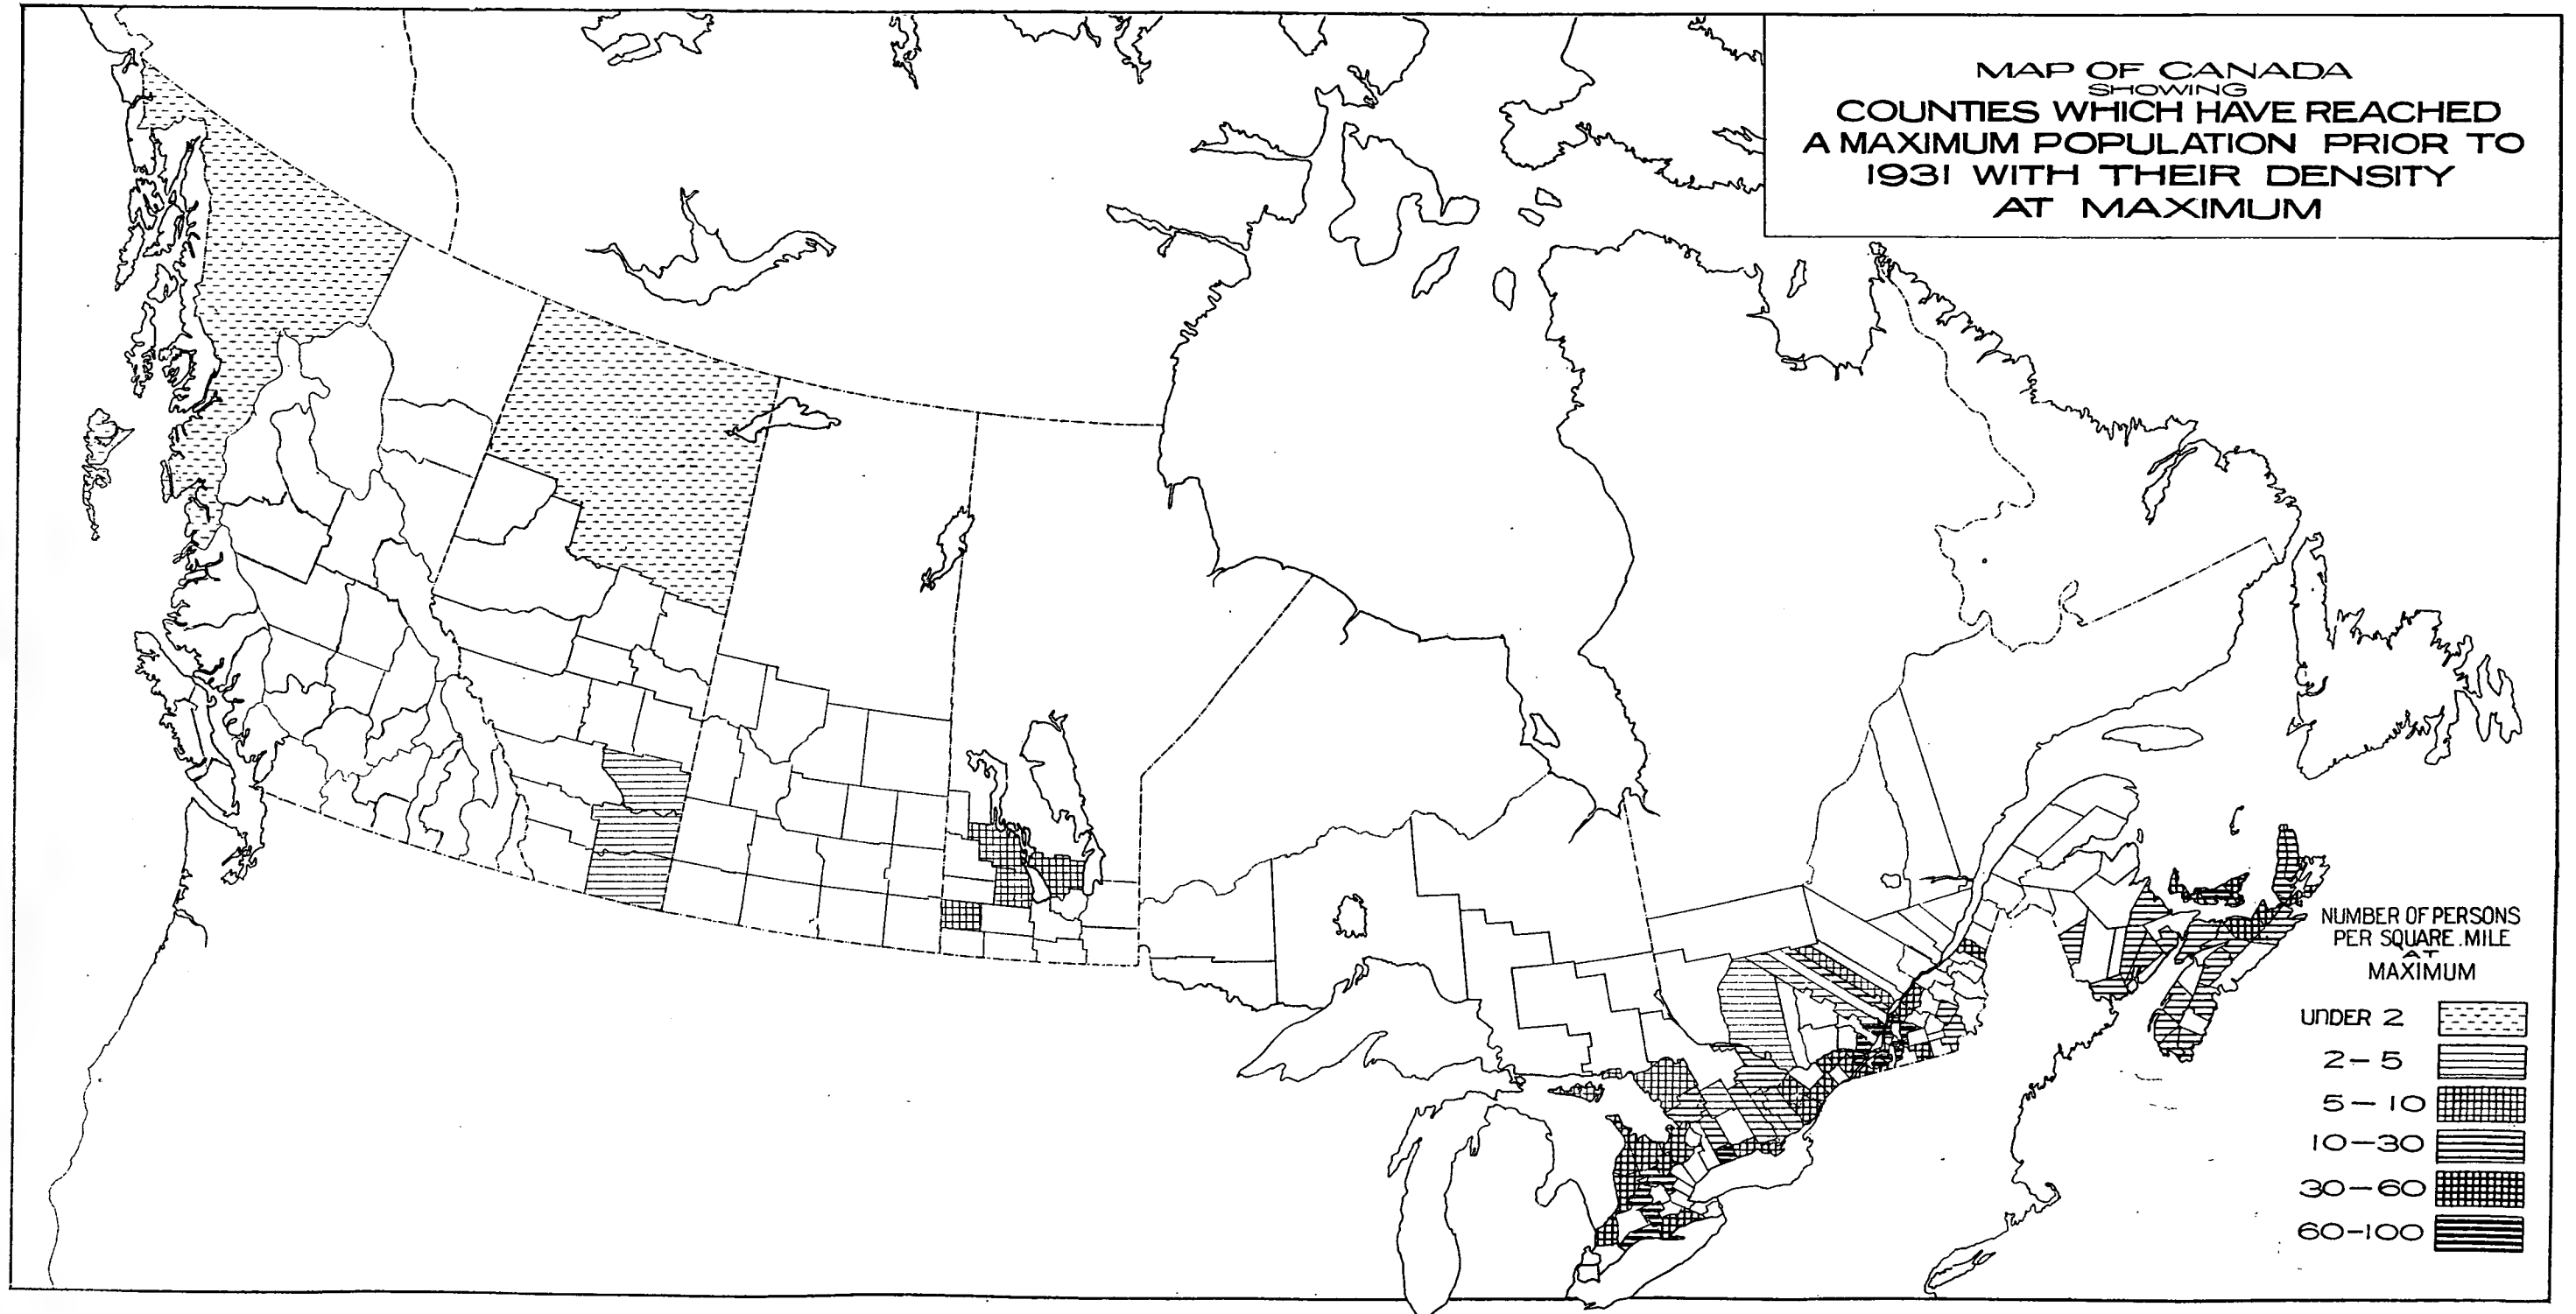 MAP OF CANADA
SHOWING
COUNTIES WHICH HAVE REACHED
A MAXIMUM POPULATION PRIOR TO
1931 WITH THEIR DENSITY
AT MAXIMUM
NUMBER OF PERSONS
PER SQUARE.MILE
AT
MAXIMUM
UNDER 2
2-5
5-10
10-30
30-60
60-100